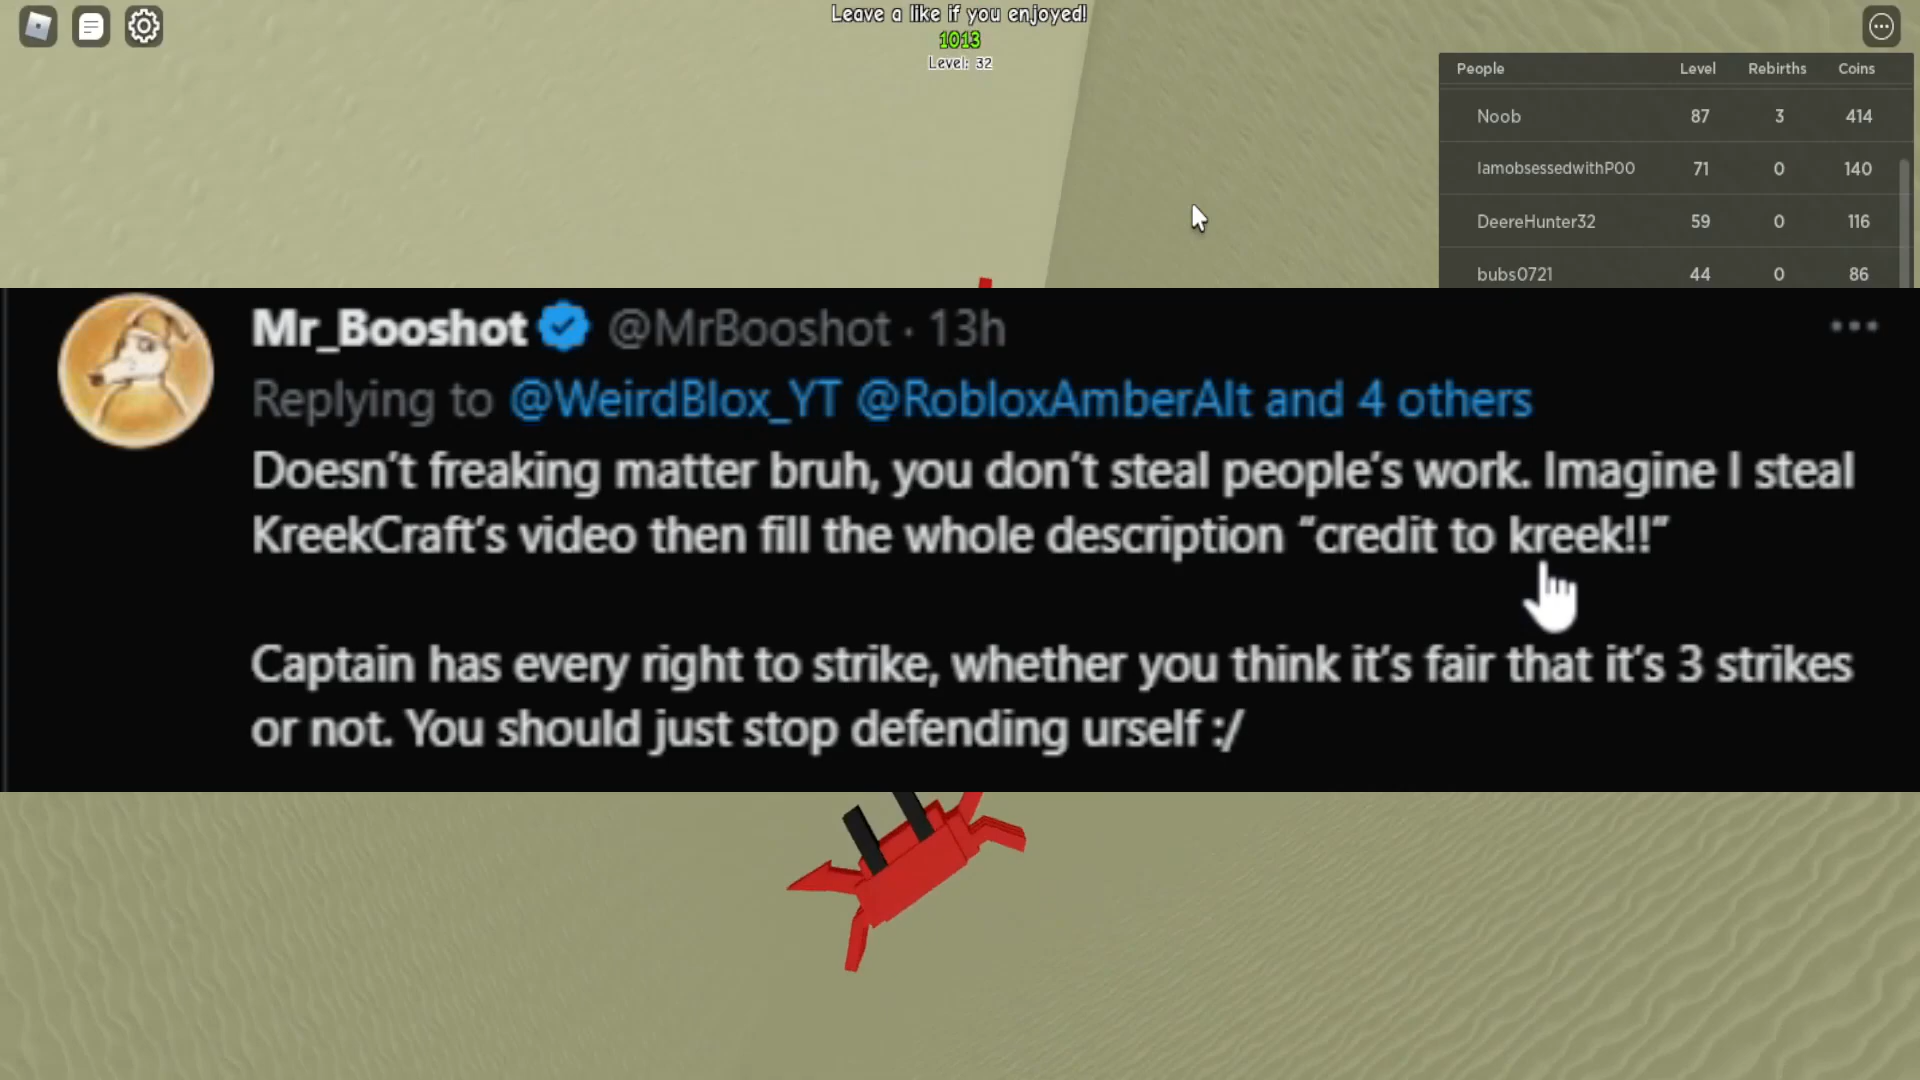 Leave a like if you enjoyed!
1013
Level: 32
People Level Rebirths Coins
Noob 87 3 414
IamobsessedwithP00 71 0 140
DeereHunter32 59 0 116
bubs0721 44 0 86
Mr_Booshot @MrBooshot · 13h
Replying to @WeirdBlox_YT @RobloxAmberAlt and 4 others
Doesn’t freaking matter bruh, you don’t steal people’s work. Imagine I steal
KreekCraft’s video then fill the whole description “credit to kreek!!”
Captain has every right to strike, whether you think it’s fair that it’s 3 strikes
or not. You should just stop defending urself :/